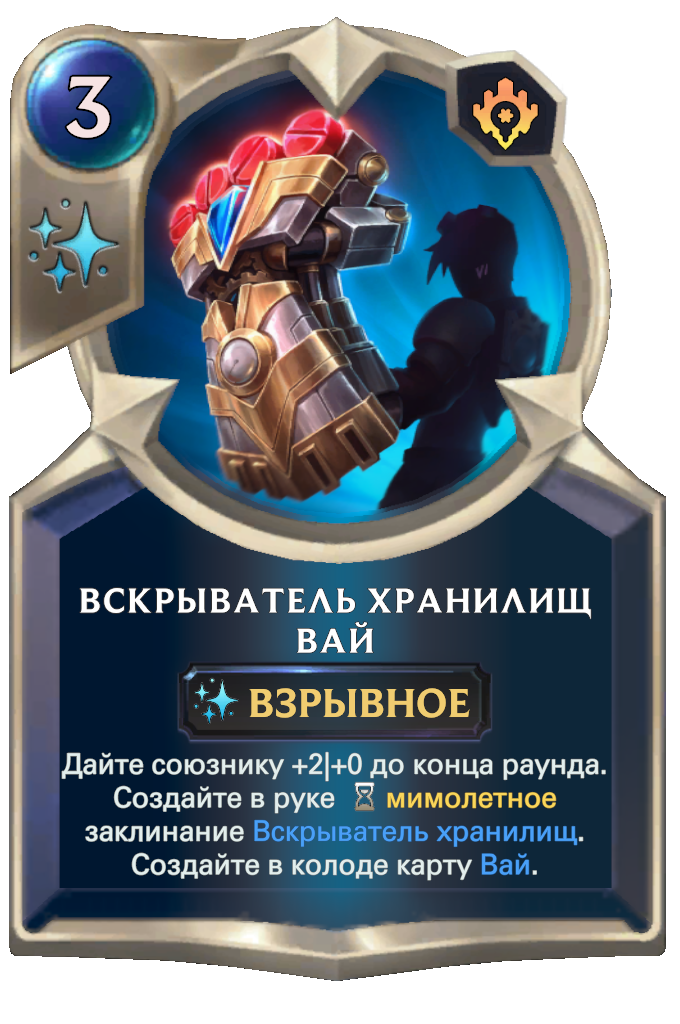 3
ВСКРЫВАТЕЛЬ ХРАНИЛИЩ
ВАЙ
ВЗРЫВНОЕ
Дайте союзнику +2|+0 до конца раунда.
Создайте в руке мимолетное
заклинание Вскрыватель хранилищ.
Создайте в колоде карту Вай.